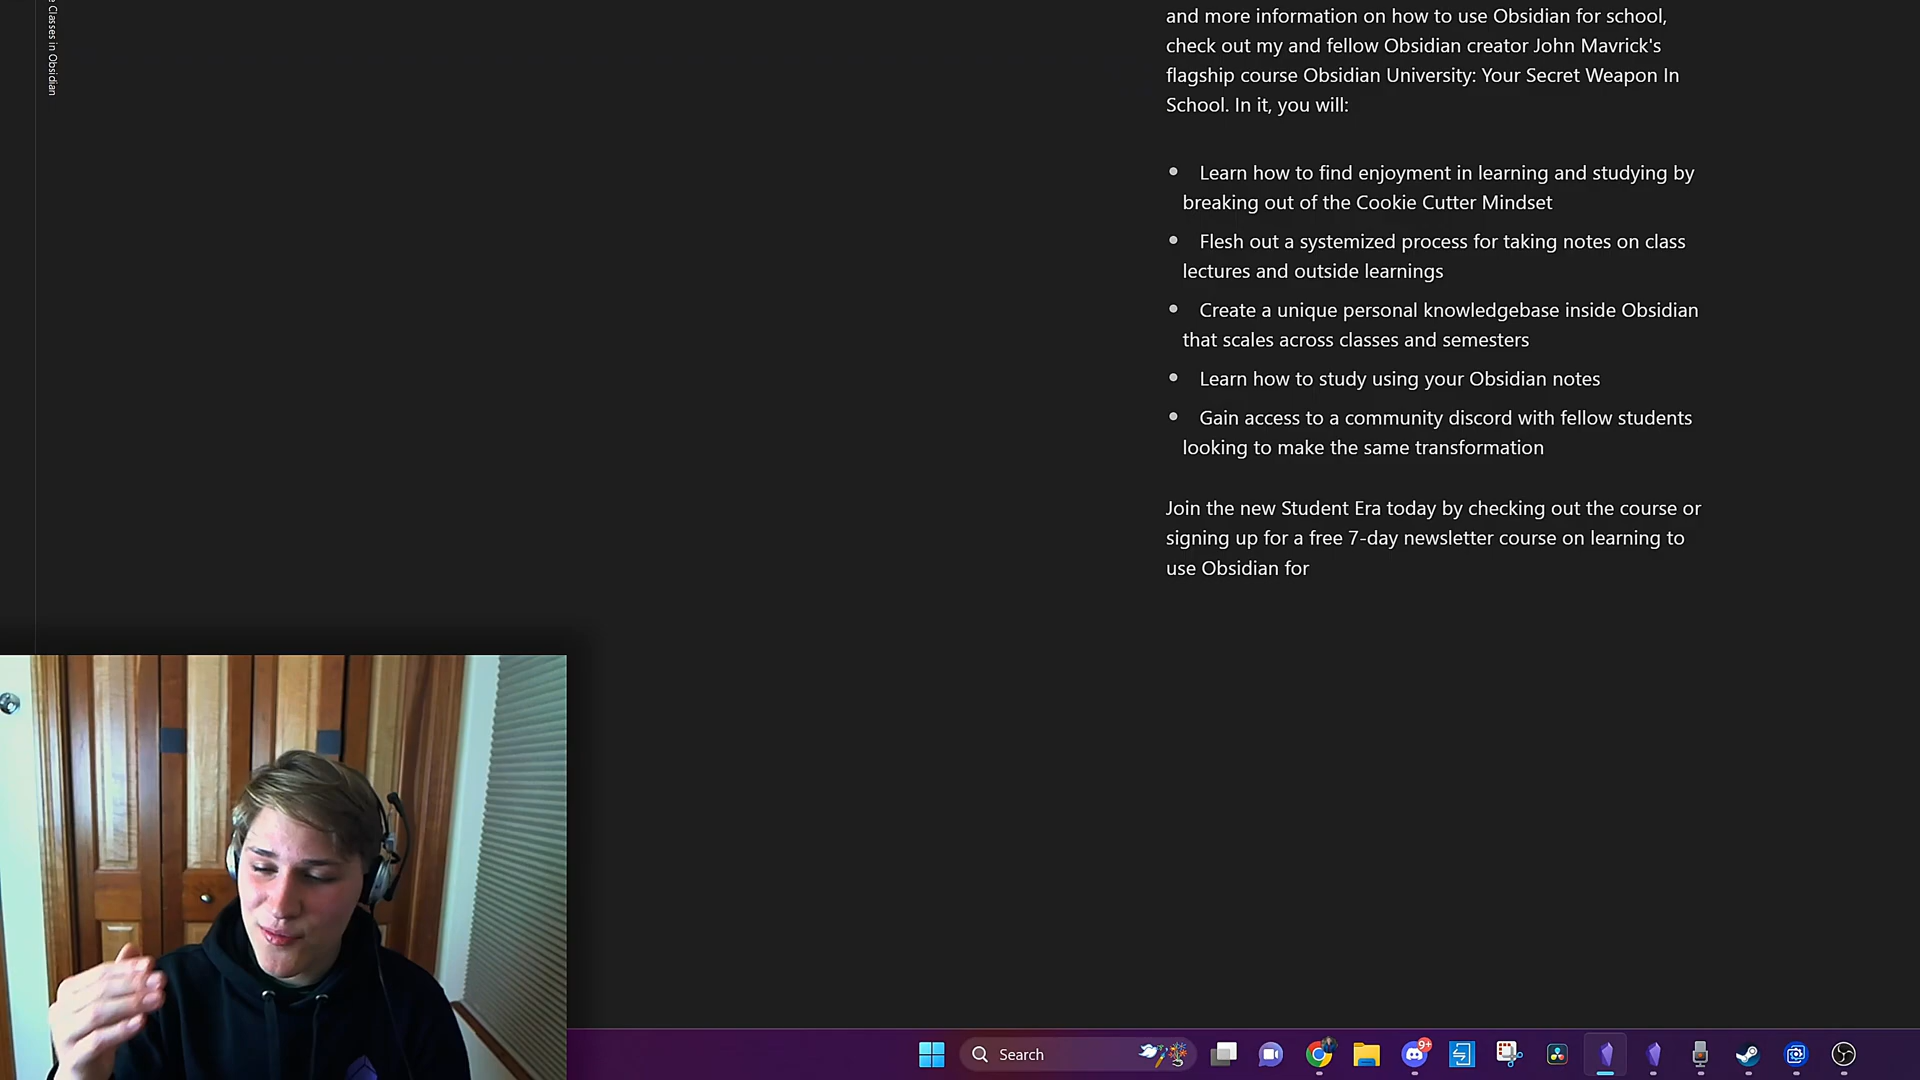 e Classes in Obsidian
and more information on how to use Obsidian for school,
check out my and fellow Obsidian creator John Mavrick's
flagship course Obsidian University: Your Secret Weapon In
School. In it, you will:
Learn how to find enjoyment in learning and studying by
breaking out of the Cookie Cutter Mindset
Flesh out a systemized process for taking notes on class
lectures and outside learnings
Create a unique personal knowledgebase inside Obsidian
that scales across classes and semesters
Learn how to study using your Obsidian notes
Gain access to a community discord with fellow students
looking to make the same transformation
Join the new Student Era today by checking out the course or
signing up for a free 7-day newsletter course on learning to
use Obsidian for
Search
9+